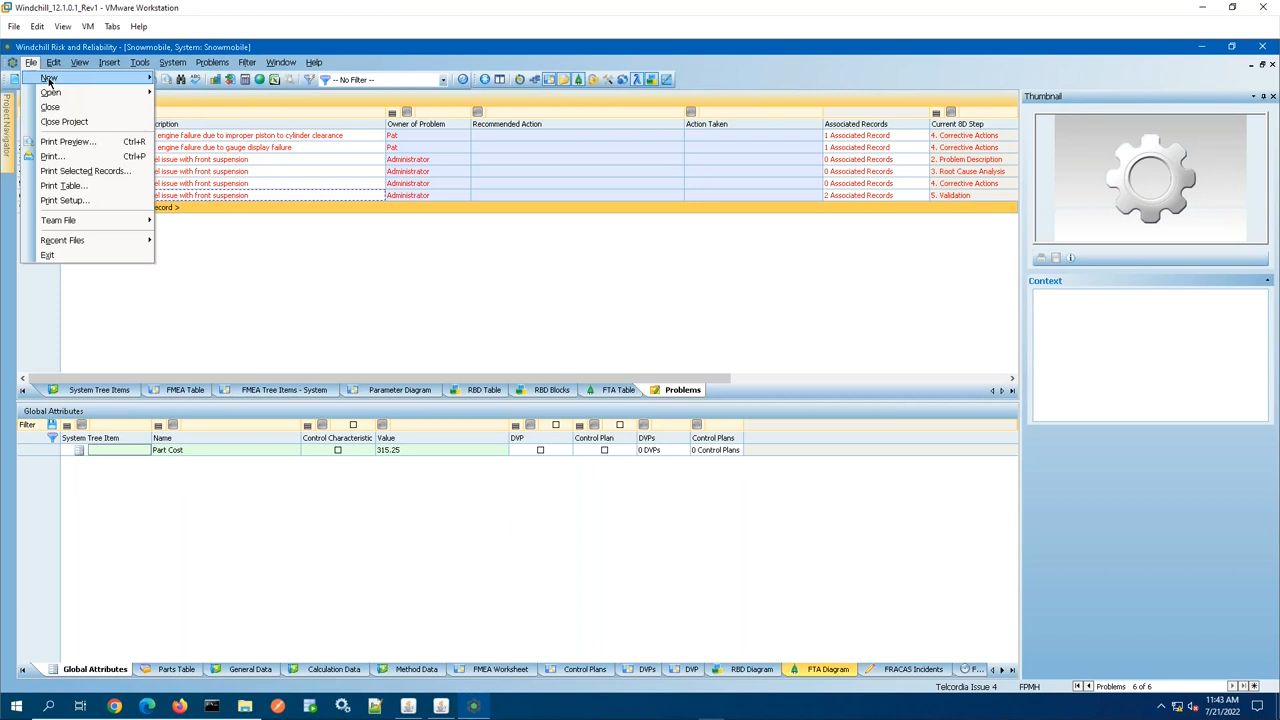 Windchill_12.1.0.1_Rev1 - VMware Workstation
File Edit View VM Tabs Help
Windchill Risk and Reliability - [Snowmobile, System: Snowmobile]
File Edit View Insert Tools System Problems Filter Window Help
New
-- No Filter --
Open
Close
Close Project
Print Preview... Ctrl+R
Print... Ctrl+P
Print Selected Records...
Print Table...
Print Setup...
Team File
Recent Files
Exit
Project Navigator
Owner of Problem Recommended Action Action Taken Associated Records Current 8D Step
engine failure due to improper piston to cylinder clearance Pat 1 Associated Record 4. Corrective Actions
engine failure due to gauge display failure Pat 1 Associated Record 4. Corrective Actions
issue with front suspension Administrator 0 Associated Record 2. Problem Description
issue with front suspension Administrator 0 Associated Record 3. Root Cause Analysis
issue with front suspension Administrator 0 Associated Record 4. Corrective Actions
issue with front suspension Administrator 2 Associated Record 5. Validation
Thumbnail
Context
System Tree Items FMEA Table FMEA Tree Items - System Parameter Diagram RBD Table RBD Blocks FTA Table Problems
Global Attributes
Filter
System Tree Item Name Control Characteristic Value DVP Control Plan DVPs Control Plans
Part Cost 315.25 0 DVPs 0 Control Plans
Global Attributes Parts Table General Data Calculation Data Method Data FMEA Worksheet Control Plans DVPs DVP RBD Diagram FTA Diagram FRACAS Incidents F...
Telcordia Issue 4 FPMH Problems 6 of 6
11:43 AM
7/21/2022